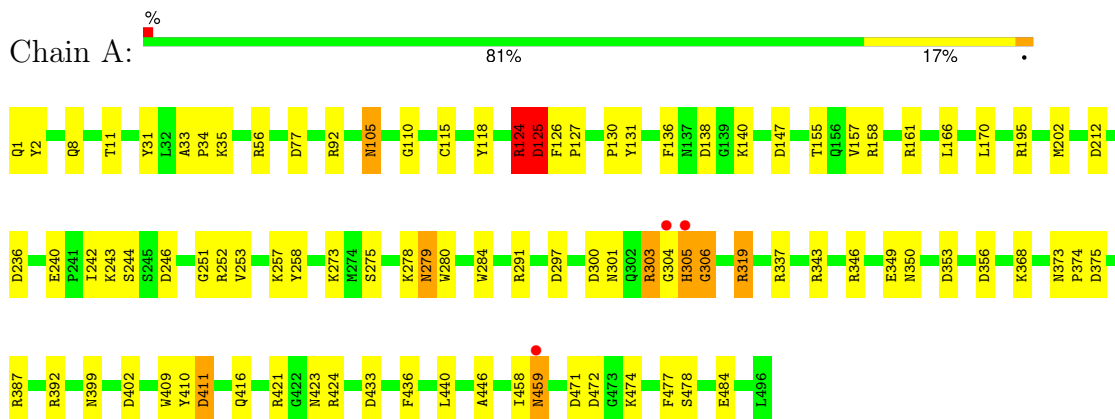 %
Chain A:
81% 17% •
Q1 Y2 Q8 T11 Y31 L32 A33 P34 K35 R56 D77 R92 N105 G110 C115 Y118 R124 D125 F126 P127 P130 Y131 F136 N137 D138 G139 K140 D147 T155 Q156 V157 R158 R161 L166 L170 R195 M202 D212
D236 E240 P241 I242 K243 S244 S245 D246 G251 R252 V253 K257 Y258 K273 M274 S275 K278 N279 W280 W284 R291 D297 D300 N301 Q302 R303 G304 H305 G306 R319 R337 R343 R346 E349 N350 D353 D356 K368 N373 P374 D375
R387 R392 N399 D402 W409 Y410 D411 Q416 R421 G422 N423 R424 D433 F436 L440 A446 I458 N459 D471 D472 G473 K474 F477 S478 E484 L496